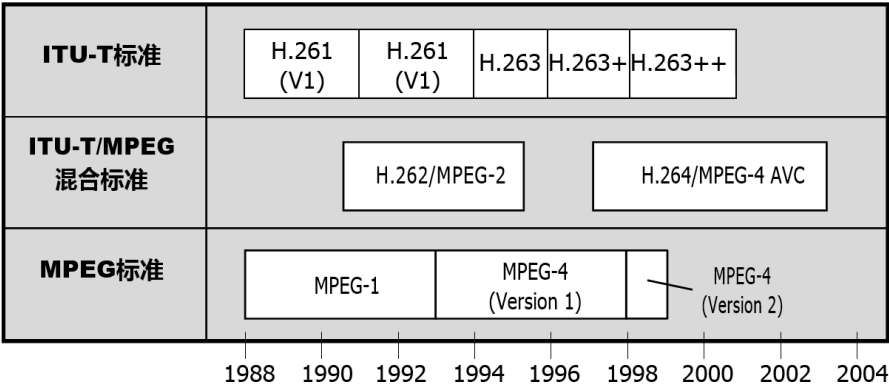 ITU-T标准
H.261
(V1)
H.261
(V1)
H.263
H.263+
H.263++
ITU-T/MPEG
混合标准
H.262/MPEG-2
H.264/MPEG-4 AVC
MPEG标准
MPEG-1
MPEG-4
(Version 1)
MPEG-4
(Version 2)
1988 1990 1992 1994 1996 1998 2000 2002 2004